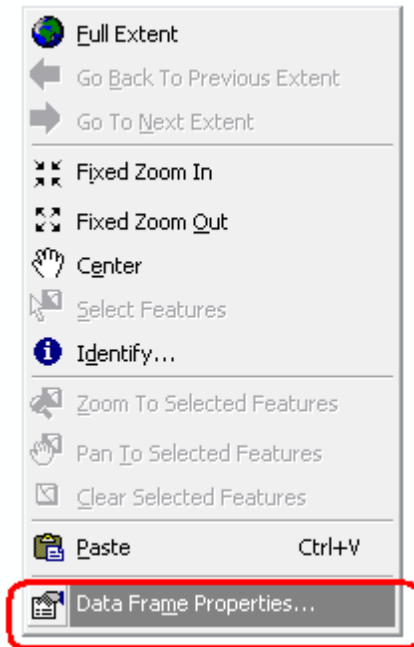 Full Extent
Go Back To Previous Extent
Go To Next Extent
Fixed Zoom In
Fixed Zoom Out
Center
Select Features
Identify...
Zoom To Selected Features
Pan To Selected Features
Clear Selected Features
Paste Ctrl+V
Data Frame Properties...